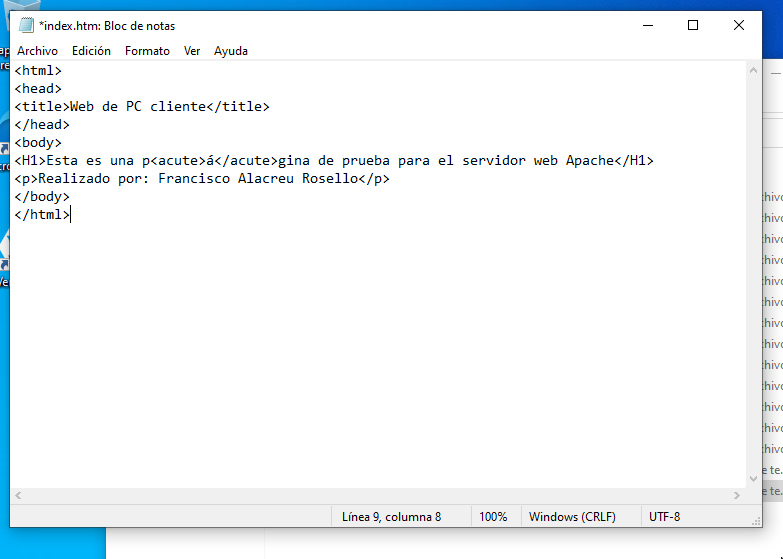 *index.htm: Bloc de notas
Archivo Edición Formato Ver Ayuda
<html>
<head>
<title>Web de PC cliente</title>
</head>
<body>
<H1>Esta es una p<acute>á</acute>gina de prueba para el servidor web Apache</H1>
<p>Realizado por: Francisco Alacreu Rosello</p>
</body>
</html>
Línea 9, columna 8 100% Windows (CRLF) UTF-8